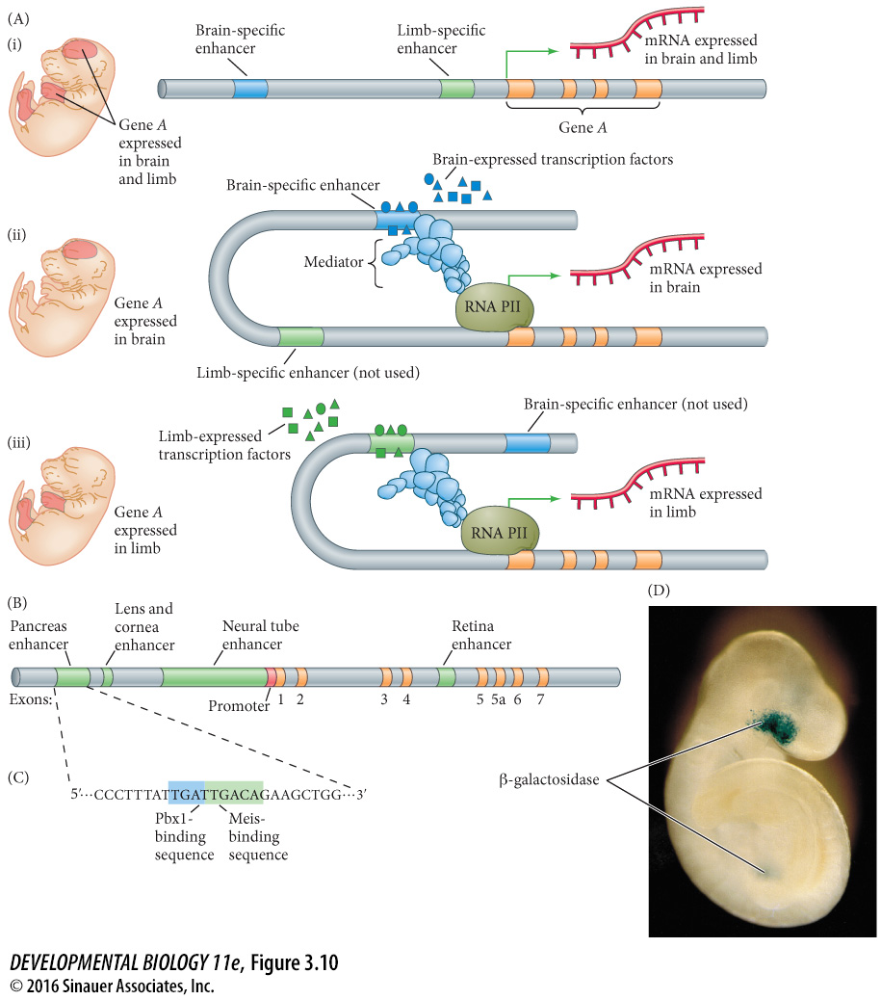 (A)
(i)
Brain-specific
enhancer
Limb-specific
enhancer
mRNA expressed
in brain and limb
Gene A
expressed
in brain
and limb
Gene A
Brain-expressed transcription factors
Brain-specific enhancer
(ii)
Mediator
RNA PII
mRNA expressed
in brain
Gene A
expressed
in brain
Limb-specific enhancer (not used)
(iii)
Limb-expressed
transcription factors
Brain-specific enhancer (not used)
RNA PII
mRNA expressed
in limb
Gene A
expressed
in limb
(B)
Pancreas
enhancer
Lens and
cornea
enhancer
Neural tube
enhancer
Retina
enhancer
Exons:
Promoter
1 2 3 4 5 5a 6 7
(C)
5′···CCCTTTATTGATTGACAGAAGCTGG···3′
Pbx1-
binding
sequence
Meis-
binding
sequence
(D)
β-galactosidase
DEVELOPMENTAL BIOLOGY 11e, Figure 3.10
© 2016 Sinauer Associates, Inc.